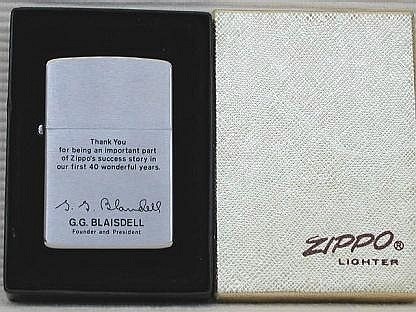 Thank You
for being an important part
of Zippo's success story in
our first 40 wonderful years.
G. G. Blaisdell
G.G. BLAISDELL
Founder and President
ZIPPO®
LIGHTER